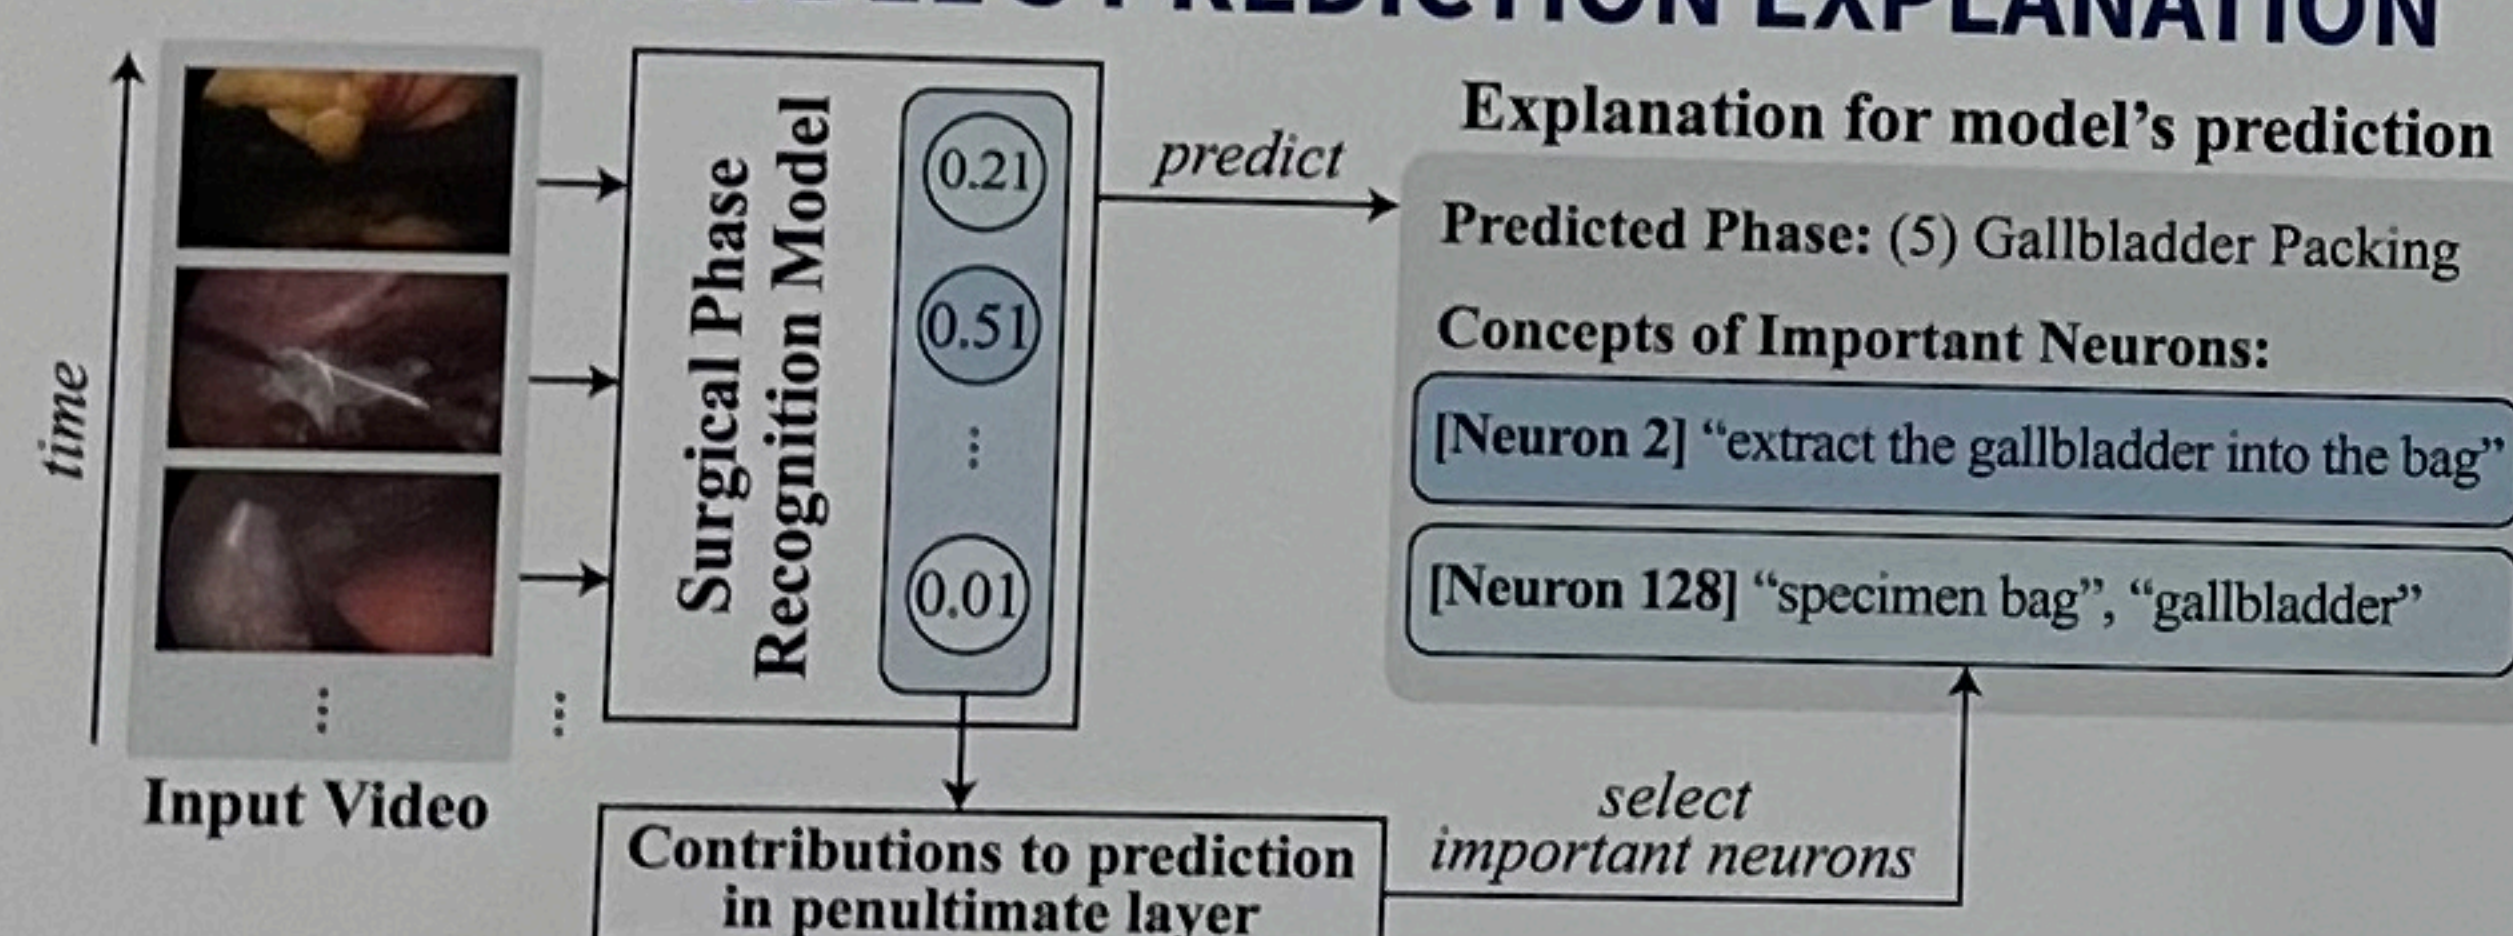 PREDICTION EXPLANATION
time
Input Video
Surgical Phase
Recognition Model
0.21
0.51
...
0.01
predict
Explanation for model's prediction
Predicted Phase: (5) Gallbladder Packing
Concepts of Important Neurons:
[Neuron 2] “extract the gallbladder into the bag”
[Neuron 128] “specimen bag”, “gallbladder”
Contributions to prediction
in penultimate layer
select
important neurons